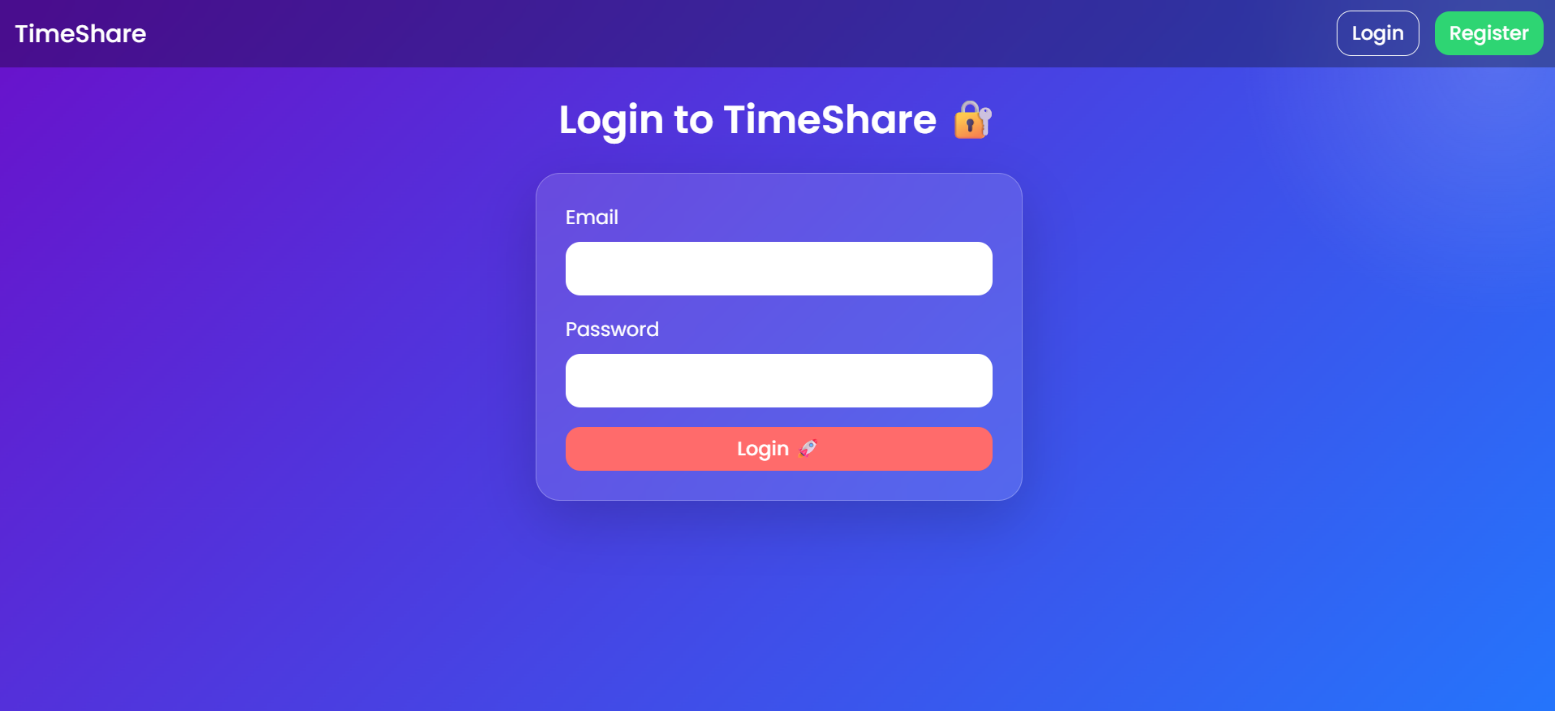 TimeShare
Login
Register
Login to TimeShare 🔐
Email
Password
Login 🚀